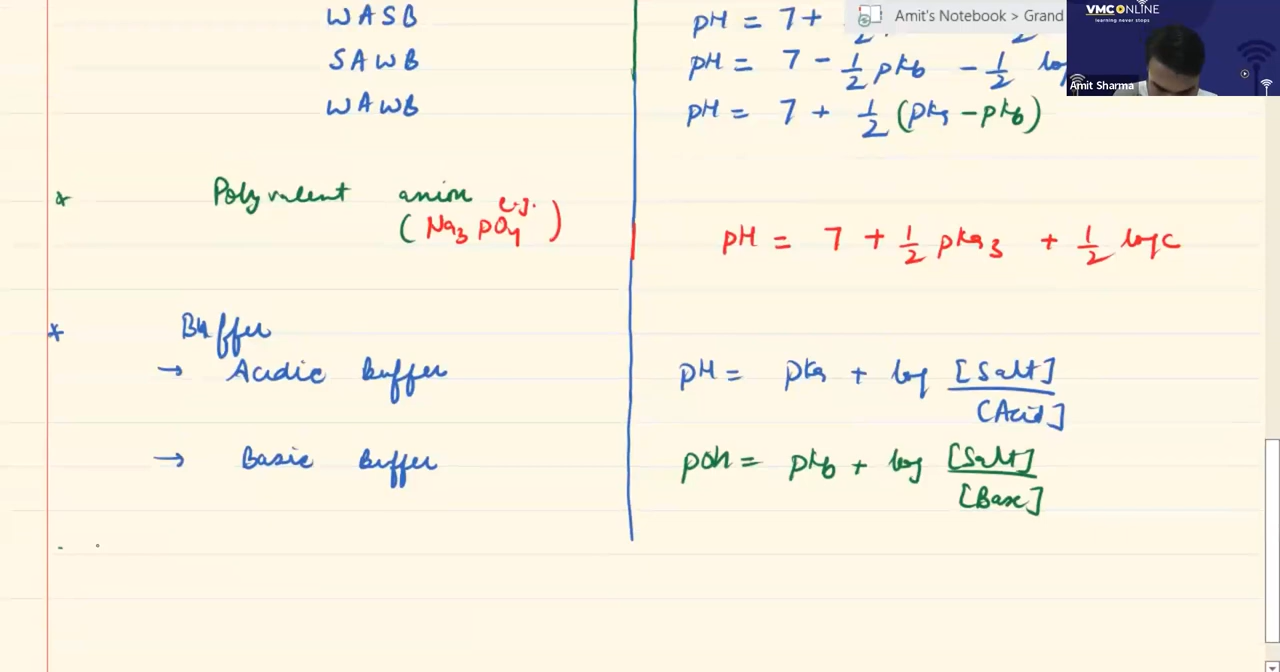 WASB pH = 7 +
Amit's Notebook > Grand
VMC ONLINE
learning never stops
SAWB pH = 7 - 1/2 pKb - 1/2 lo
Amit Sharma
WAWB pH = 7 + 1/2 (pKa - pKb)
* Polyvalent anion
(Na3PO4 e.g.) pH = 7 + 1/2 pKa3 + 1/2 log c
* Buffer
→ Acidic Buffer pH = pKa + log [Salt]/[Acid]
→ Basic Buffer pOH = pKb + log [Salt]/[Base]